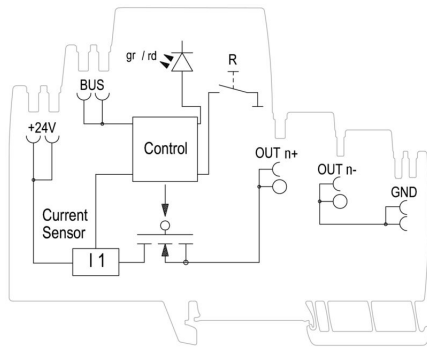 gr / rd
R
BUS
+24V
Control
OUT n+
OUT n-
GND
Current
Sensor
I 1